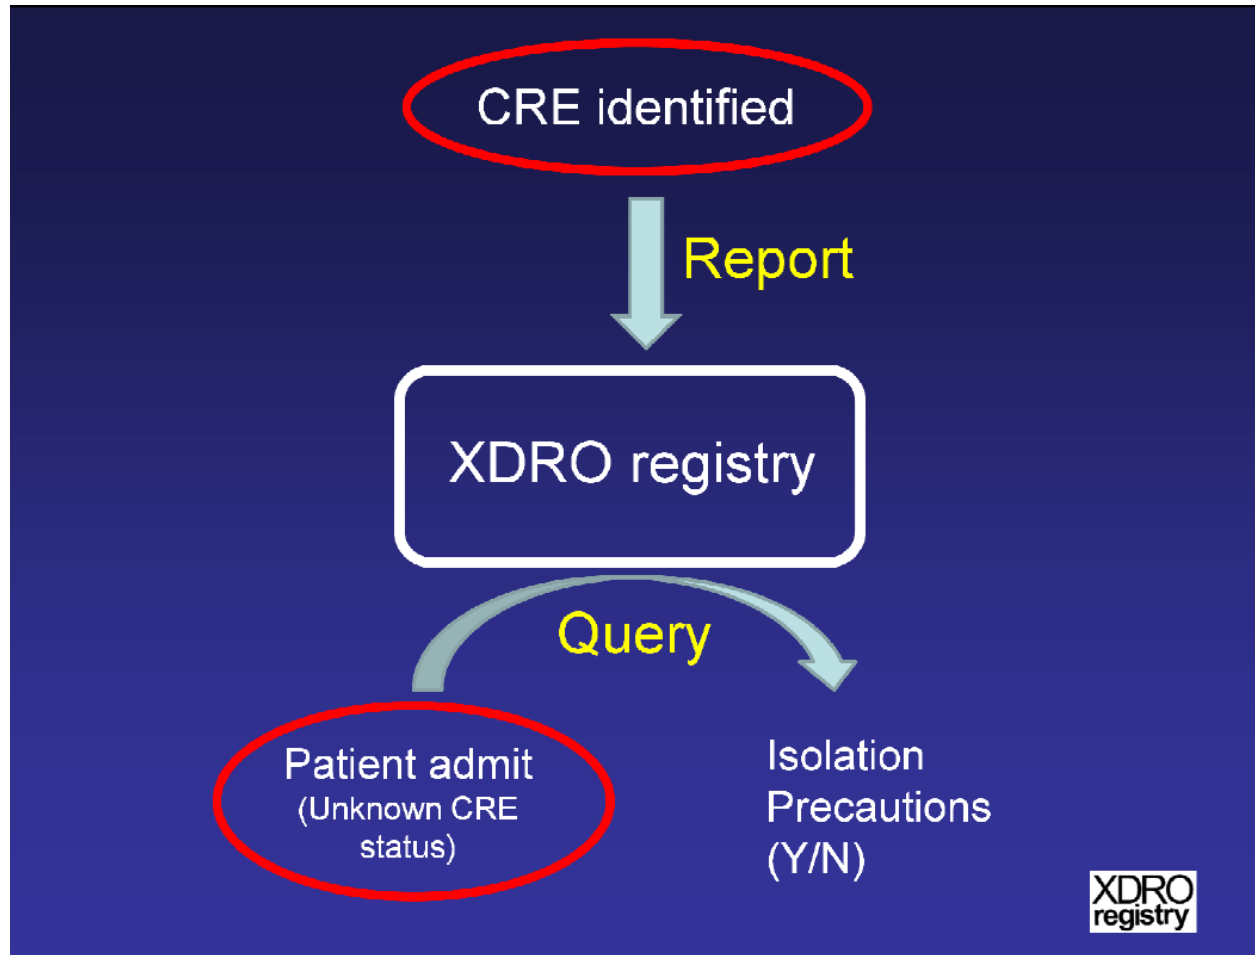 CRE identified
Report
XDRO registry
Query
Patient admit
(Unknown CRE
status)
Isolation
Precautions
(Y/N)
XDRO
registry